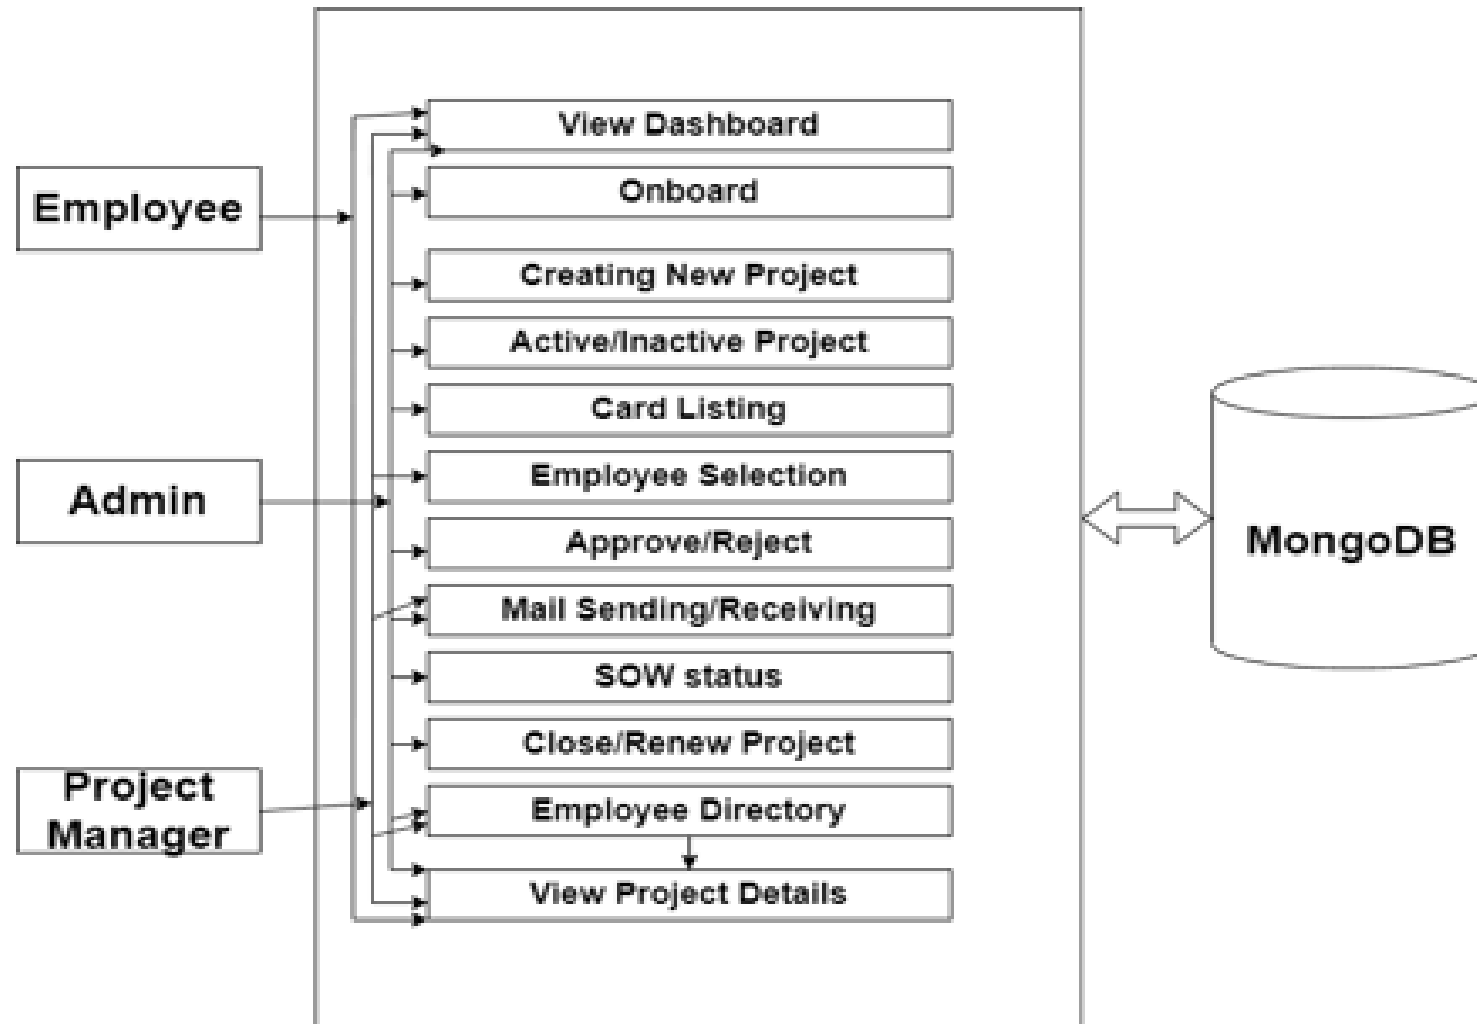 View Dashboard
Employee
Onboard
Creating New Project
Active/Inactive Project
Card Listing
Employee Selection
Admin
Approve/Reject
MongoDB
Mail Sending/Receiving
SOW status
Close/Renew Project
Project
Manager
Employee Directory
View Project Details